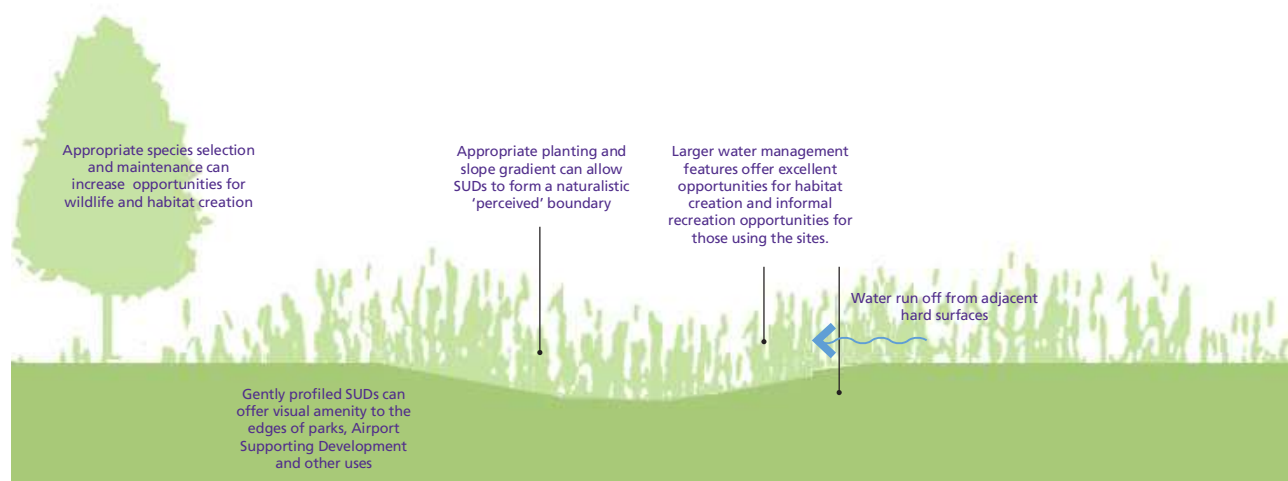 Appropriate species selection
and maintenance can
increase opportunities for
wildlife and habitat creation
Appropriate planting and
slope gradient can allow
SUDs to form a naturalistic
'perceived' boundary
Larger water management
features offer excellent
opportunities for habitat
creation and informal
recreation opportunities for
those using the sites.
Water run off from adjacent
hard surfaces
Gently profiled SUDs can
offer visual amenity to the
edges of parks, Airport
Supporting Development
and other uses